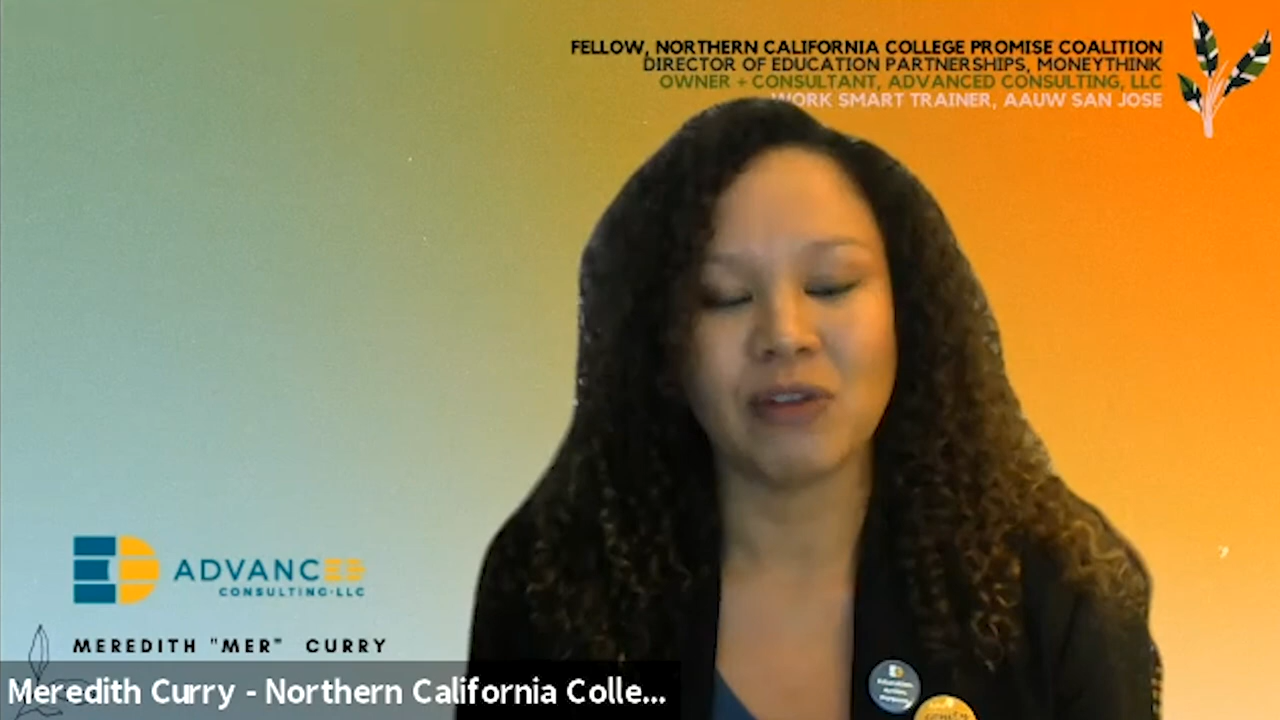 FELLOW, NORTHERN CALIFORNIA COLLEGE PROMISE COALITION
DIRECTOR OF EDUCATION PARTNERSHIPS, MONEYTHINK
OWNER + CONSULTANT, ADVANCED CONSULTING, LLC
WORK SMART TRAINER, AAUW SAN JOSE
ADVANCED
CONSULTING·LLC
MEREDITH "MER" CURRY
Meredith Curry - Northern California Colle...